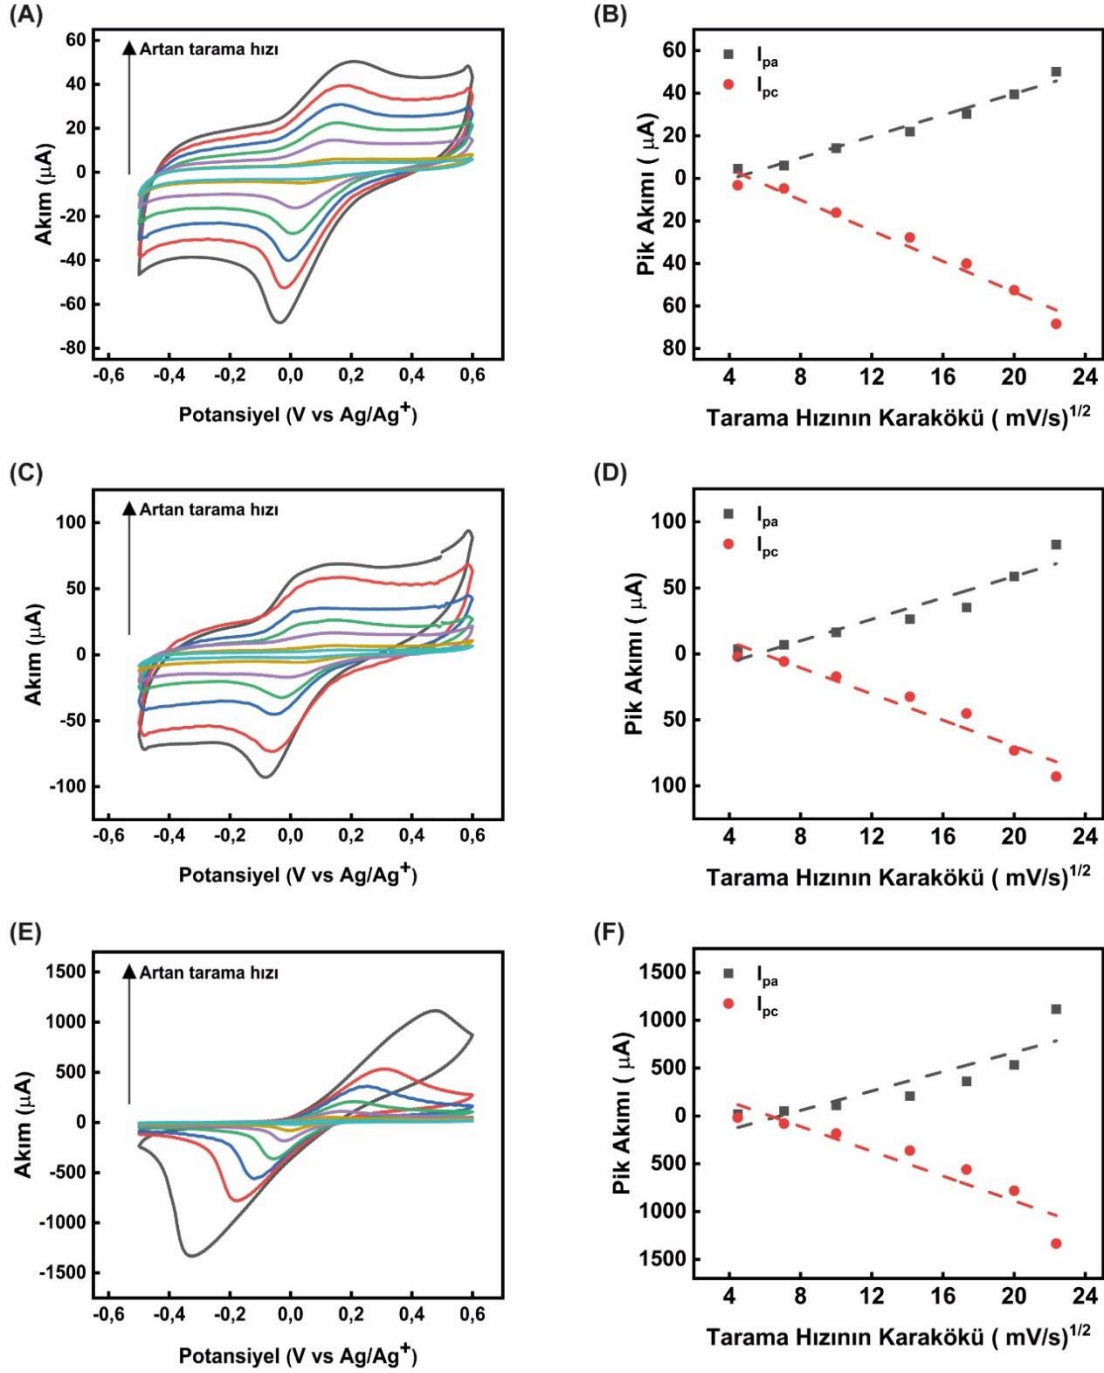 (A)
Artan tarama hızı
60
40
20
0
-20
-40
-60
-80
Akım (μA)
-0,6 -0,4 -0,2 0,0 0,2 0,4 0,6
Potansiyel (V vs Ag/Ag⁺)
(B)
I_pa
I_pc
60
40
20
0
20
40
60
80
Pik Akımı ( μA)
4 8 12 16 20 24
Tarama Hızının Karakökü ( mV/s)^1/2
(C)
Artan tarama hızı
100
50
0
-50
-100
Akım (μA)
-0,6 -0,4 -0,2 0,0 0,2 0,4 0,6
Potansiyel (V vs Ag/Ag⁺)
(D)
I_pa
I_pc
100
50
0
50
100
Pik Akımı ( μA)
4 8 12 16 20 24
Tarama Hızının Karakökü ( mV/s)^1/2
(E)
Artan tarama hızı
1500
1000
500
0
-500
-1000
-1500
Akım (μA)
-0,6 -0,4 -0,2 0,0 0,2 0,4 0,6
Potansiyel (V vs Ag/Ag⁺)
(F)
I_pa
I_pc
1500
1000
500
0
500
1000
1500
Pik Akımı ( μA)
4 8 12 16 20 24
Tarama Hızının Karakökü ( mV/s)^1/2